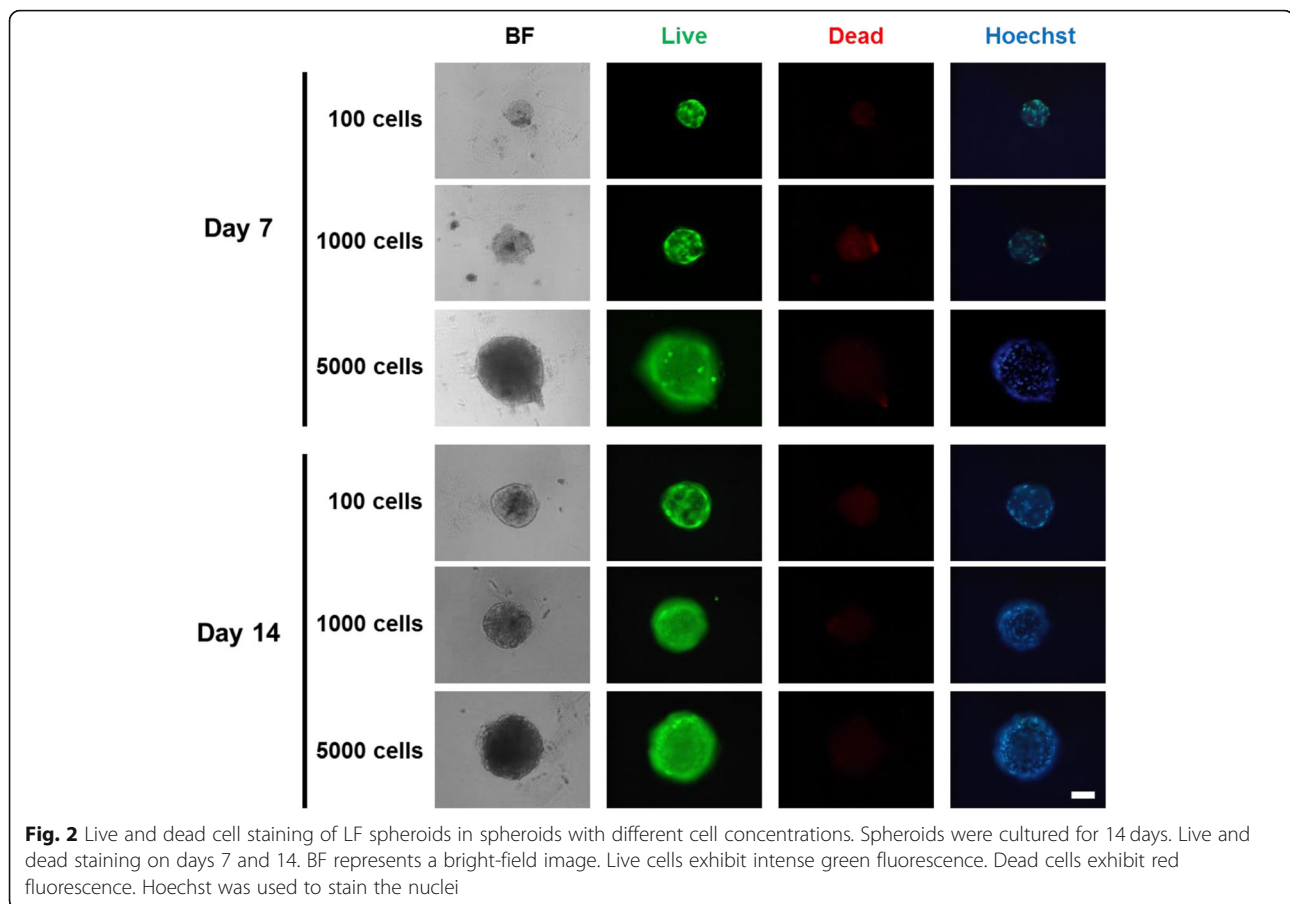 BF Live Dead Hoechst
Day 7
100 cells
1000 cells
5000 cells
Day 14
100 cells
1000 cells
5000 cells
Fig. 2 Live and dead cell staining of LF spheroids in spheroids with different cell concentrations. Spheroids were cultured for 14 days. Live and
dead staining on days 7 and 14. BF represents a bright-field image. Live cells exhibit intense green fluorescence. Dead cells exhibit red
fluorescence. Hoechst was used to stain the nuclei